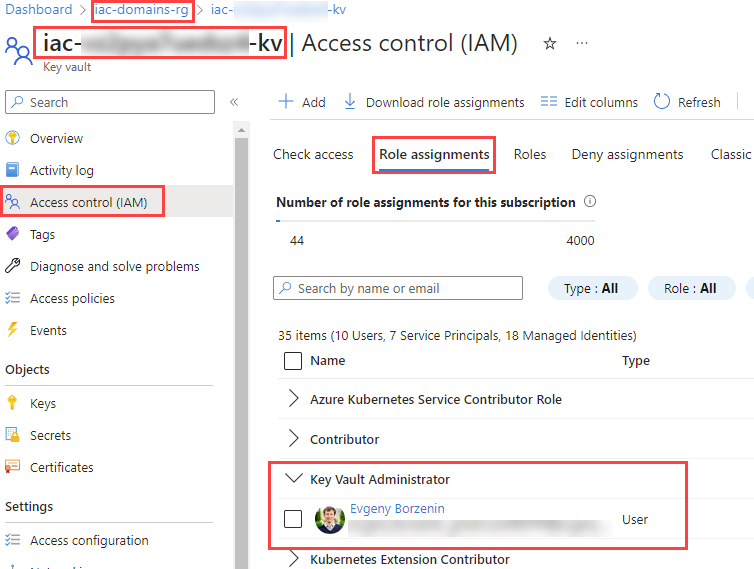 Dashboard > iac-domains-rg > iac- -kv
iac- -kv | Access control (IAM) ☆ ···
Key vault
Search «
Overview
Activity log
Access control (IAM)
Tags
Diagnose and solve problems
Access policies
Events
Objects
Keys
Secrets
Certificates
Settings
Access configuration
Add Download role assignments Edit columns Refresh
Check access Role assignments Roles Deny assignments Classic
Number of role assignments for this subscription
44 4000
Search by name or email Type : All Role : All
35 items (10 Users, 7 Service Principals, 18 Managed Identities)
Name Type
Azure Kubernetes Service Contributor Role
Contributor
Key Vault Administrator
Evgeny Borzenin
User
Kubernetes Extension Contributor